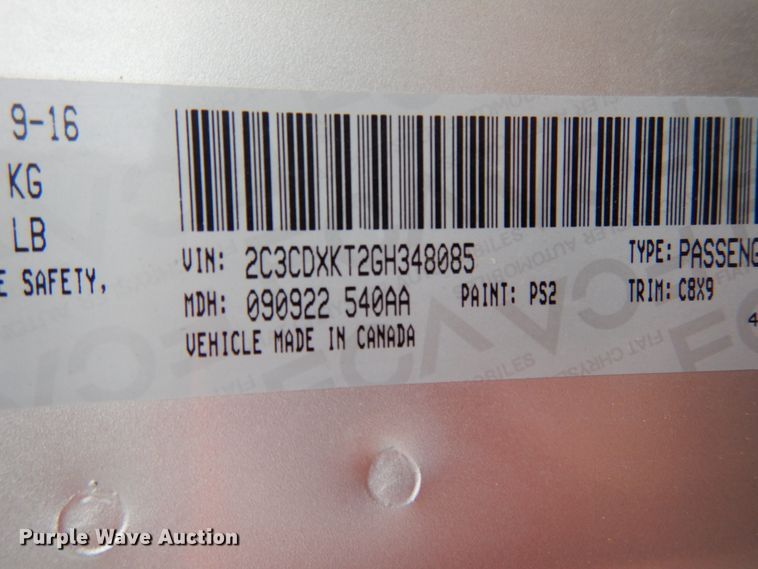 9-16
KG
LB
E SAFETY,
VIN: 2C3CDXKT2GH348085
TYPE: PASSENG
MDH: 090922 540AA PAINT: PS2 TRIM: C8X9
VEHICLE MADE IN CANADA
4
Purple Wave Auction